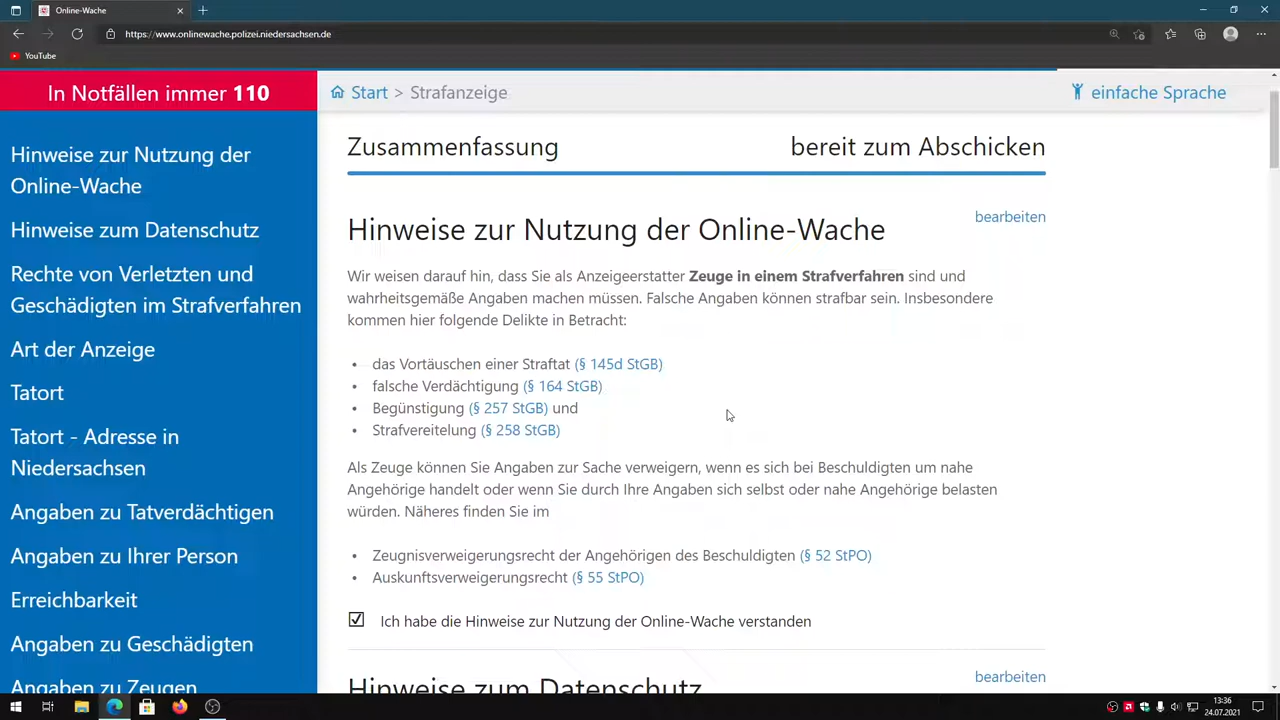 Online-Wache
https://www.onlinewache.polizei.niedersachsen.de
YouTube
In Notfällen immer 110
Start > Strafanzeige
einfache Sprache
Hinweise zur Nutzung der
Online-Wache
Hinweise zum Datenschutz
Rechte von Verletzten und
Geschädigten im Strafverfahren
Art der Anzeige
Tatort
Tatort - Adresse in
Niedersachsen
Angaben zu Tatverdächtigen
Angaben zu Ihrer Person
Erreichbarkeit
Angaben zu Geschädigten
Angaben zu Zeugen
Zusammenfassung
bereit zum Abschicken
Hinweise zur Nutzung der Online-Wache
bearbeiten
Wir weisen darauf hin, dass Sie als Anzeigeerstatter Zeuge in einem Strafverfahren sind und
wahrheitsgemäße Angaben machen müssen. Falsche Angaben können strafbar sein. Insbesondere
kommen hier folgende Delikte in Betracht:
• das Vortäuschen einer Straftat (§ 145d StGB)
• falsche Verdächtigung (§ 164 StGB)
• Begünstigung (§ 257 StGB) und
• Strafvereitelung (§ 258 StGB)
Als Zeuge können Sie Angaben zur Sache verweigern, wenn es sich bei Beschuldigten um nahe
Angehörige handelt oder wenn Sie durch Ihre Angaben sich selbst oder nahe Angehörige belasten
würden. Näheres finden Sie im
• Zeugnisverweigerungsrecht der Angehörigen des Beschuldigten (§ 52 StPO)
• Auskunftsverweigerungsrecht (§ 55 StPO)
Ich habe die Hinweise zur Nutzung der Online-Wache verstanden
Hinweise zum Datenschutz
bearbeiten
13:36
24.07.2021